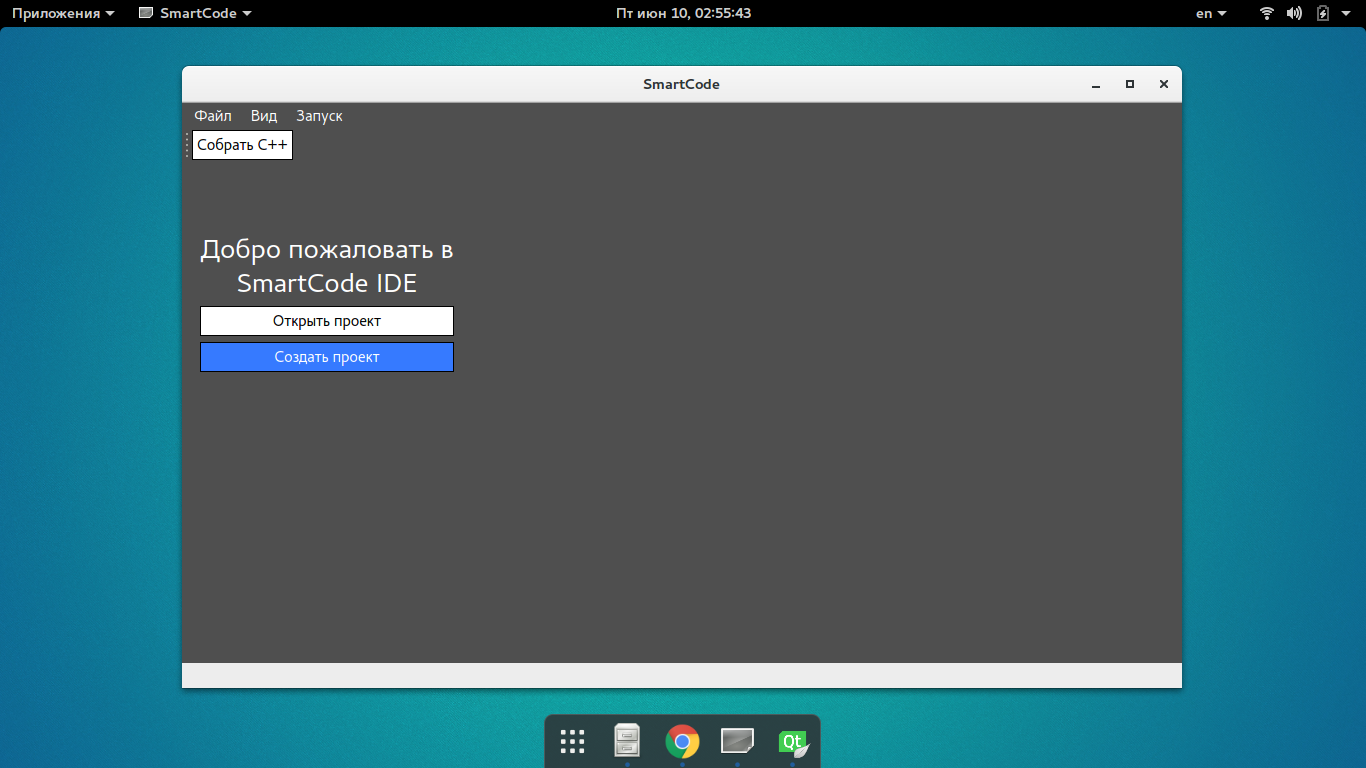 Приложения SmartCode Пт июн 10, 02:55:43 en
SmartCode
Файл Вид Запуск
Собрать C++
Добро пожаловать в
SmartCode IDE
Открыть проект
Создать проект
Qt